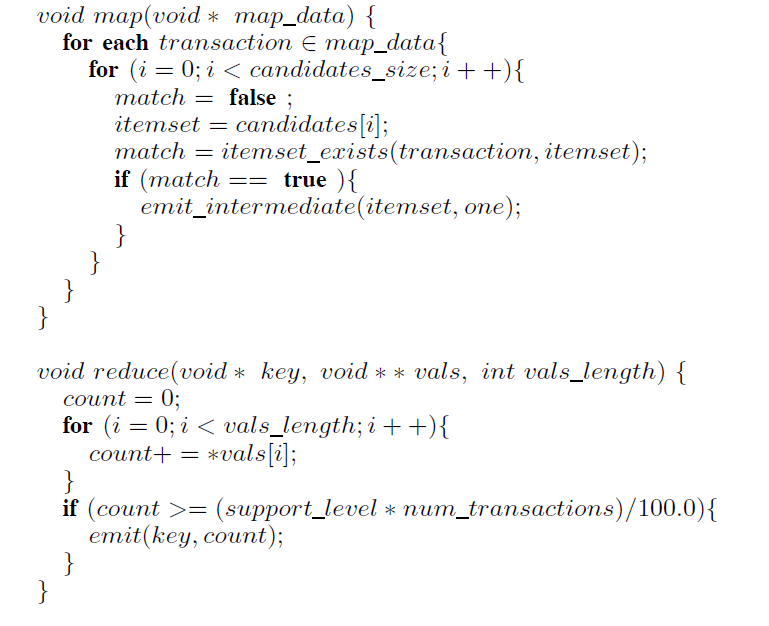 void map(void * map_data) {
for each transaction ∈ map_data{
for (i = 0; i < candidates_size; i + +){
match = false ;
itemset = candidates[i];
match = itemset_exists(transaction, itemset);
if (match == true ){
emit_intermediate(itemset, one);
}
}
}
}
void reduce(void * key, void * * vals, int vals_length) {
count = 0;
for (i = 0; i < vals_length; i + +){
count+ = *vals[i];
}
if (count >= (support_level * num_transactions)/100.0){
emit(key, count);
}
}